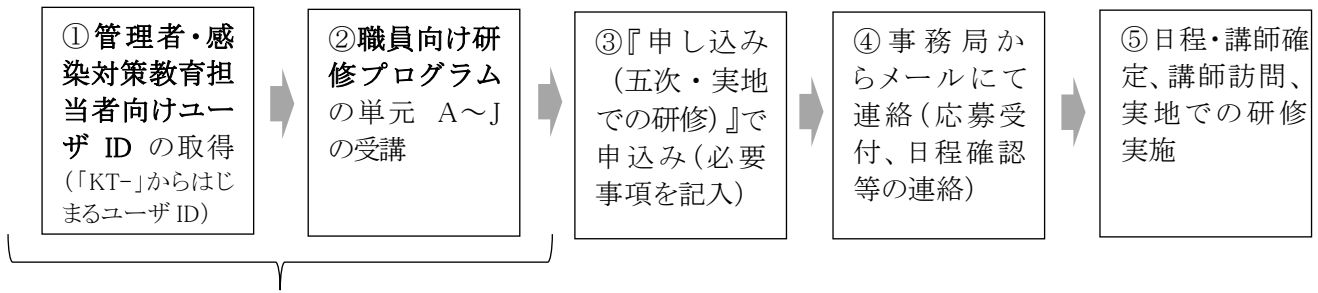 ①管理者・感
染対策教育担
当者向けユー
ザ ID の取得
(「KT-」からはじ
まるユーザ ID)
②職員向け研
修プログラム
の単元 A～J
の受講
③『申し込み
(五次・実地
での研修)』で
申込み(必要
事項を記入)
④事務局か
らメールにて
連絡(応募受
付、日程確認
等の連絡)
⑤日程・講師確
定、講師訪問、
実地での研修
実施